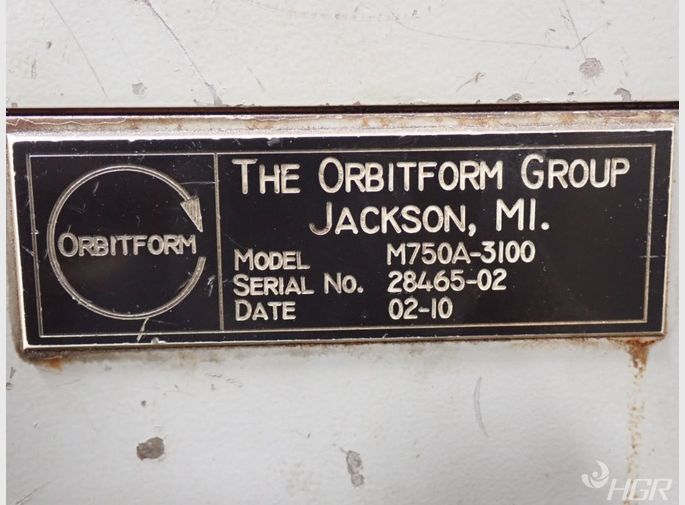 ORBITFORM
THE ORBITFORM GROUP
JACKSON, MI.
MODEL M750A-3100
SERIAL NO. 28465-02
DATE 02-10
HGR